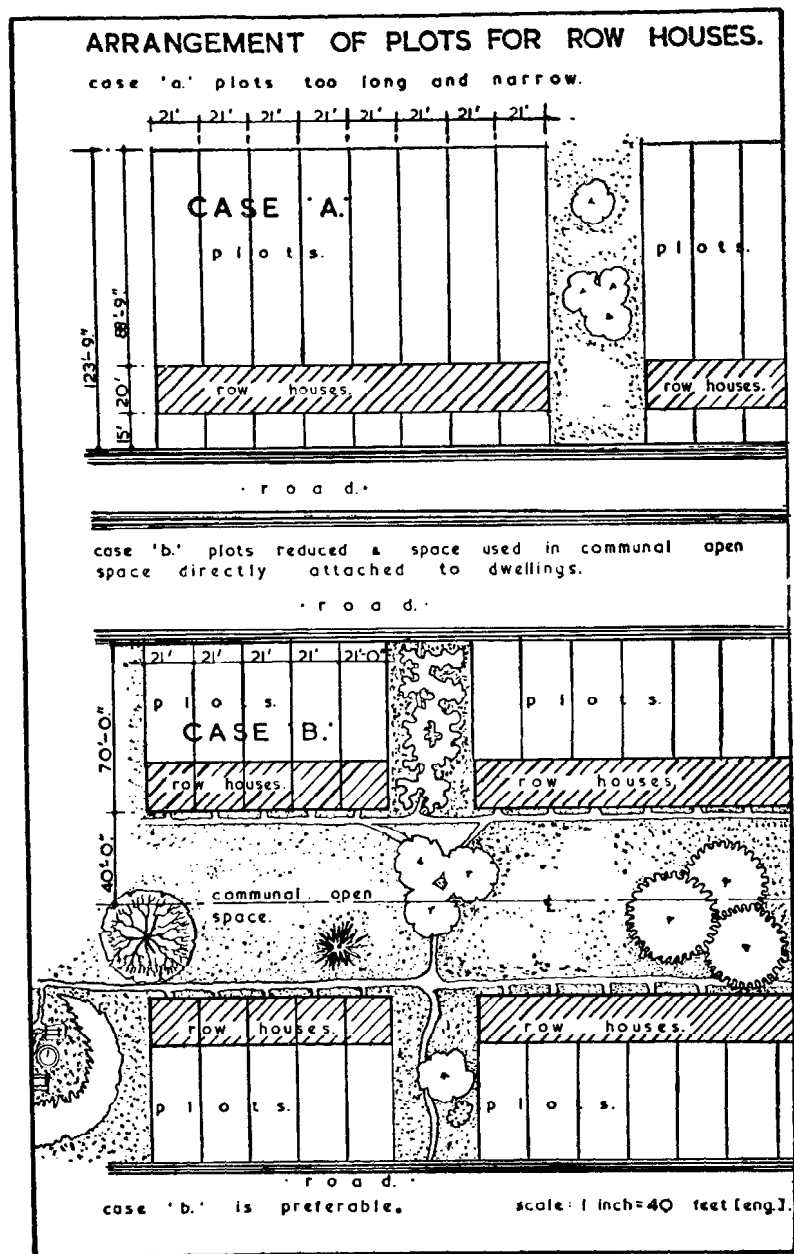 ARRANGEMENT OF PLOTS FOR ROW HOUSES.
case 'a.' plots too long and narrow.
21' 21' 21' 21' 21' 21' 21' 21'
CASE 'A.'
plots.
plots.
123'-9"
88'-9"
20'
15'
row houses.
row houses.
road.
case 'b.' plots reduced & space used in communal open
space directly attached to dwellings.
road.
21' 21' 21' 21' 21'-0"
plots.
plots.
CASE 'B.'
70'-0"
row houses.
row houses.
40'-0"
communal open
space.
row houses.
row houses.
plots.
plots.
road.
case 'b.' is preferable.
scale: 1 inch=40 feet [eng.].